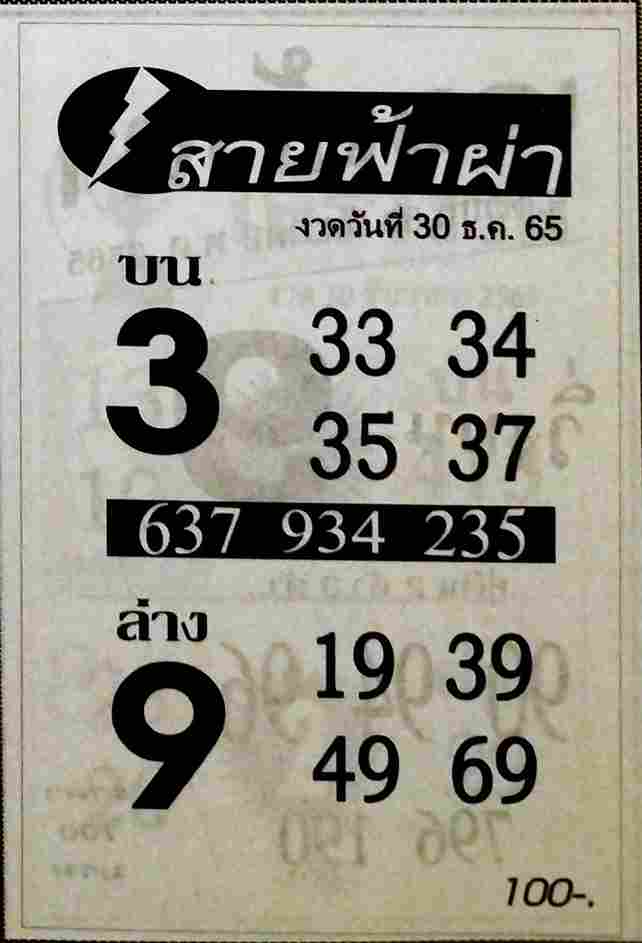 สายฟ้าผ่า
งวดวันที่ 30 ธ.ค. 65
บน
3 33 34
35 37
637 934 235
ล่าง
9 19 39
49 69
100-.